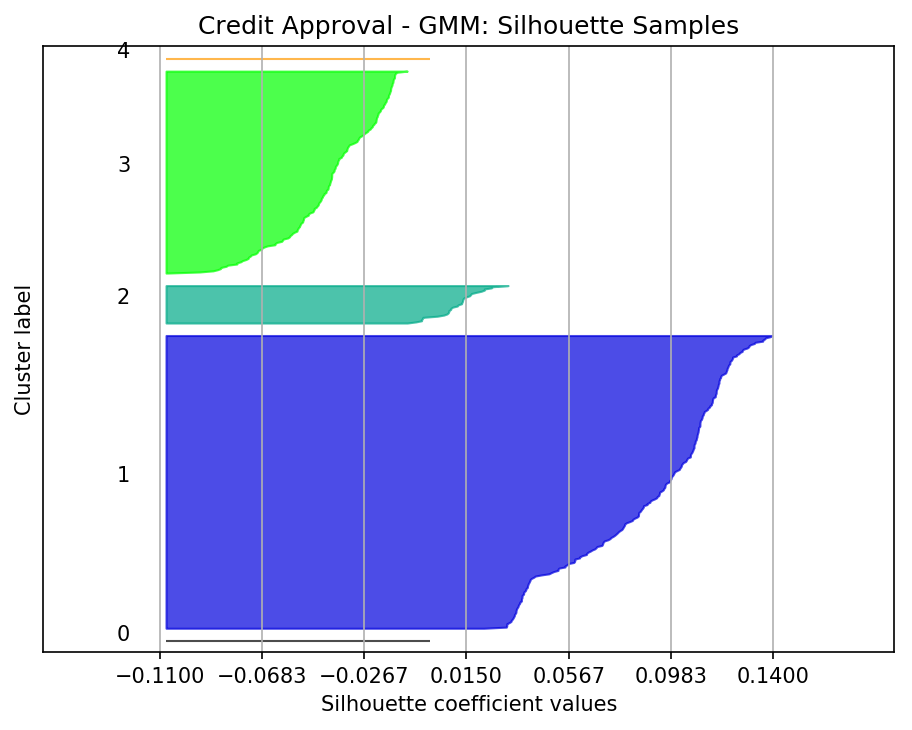 Credit Approval - GMM: Silhouette Samples
4
3
2
1
0
Cluster label
−0.1100 −0.0683 −0.0267 0.0150 0.0567 0.0983 0.1400
Silhouette coefficient values